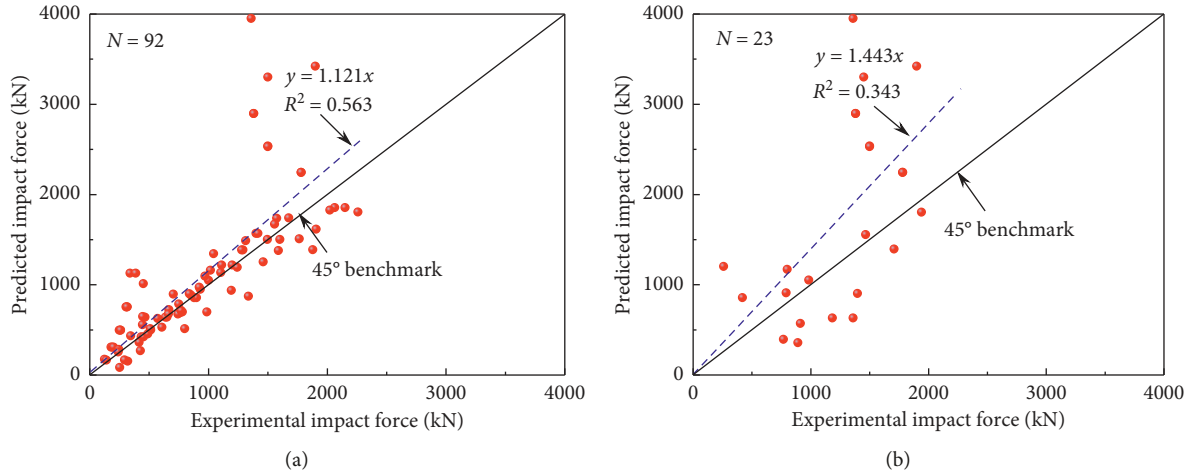 4000
3000
2000
1000
0
Predicted impact force (kN)
N = 92
y = 1.121x
R² = 0.563
45° benchmark
0
1000
2000
3000
4000
Experimental impact force (kN)
(a)
4000
3000
2000
1000
0
Predicted impact force (kN)
N = 23
y = 1.443x
R² = 0.343
45° benchmark
0
1000
2000
3000
4000
Experimental impact force (kN)
(b)